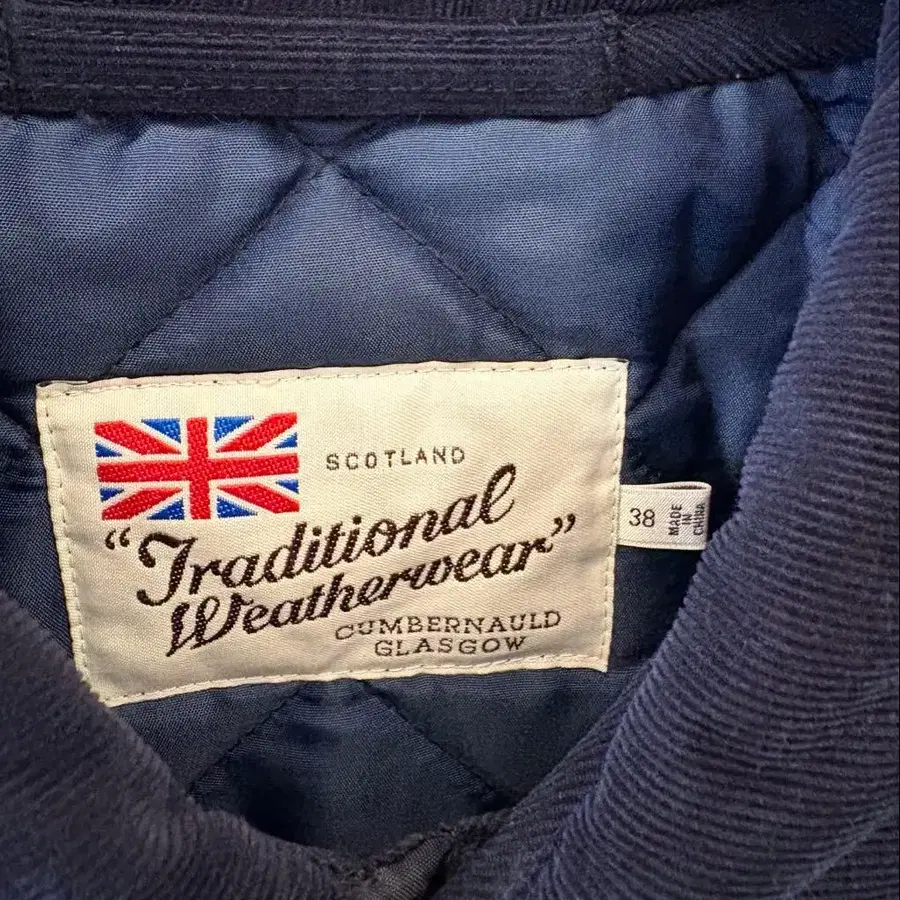 SCOTLAND
"Traditional
Weatherwear"
CUMBERNAULD
GLASGOW
38
MADE
IN
CHINA